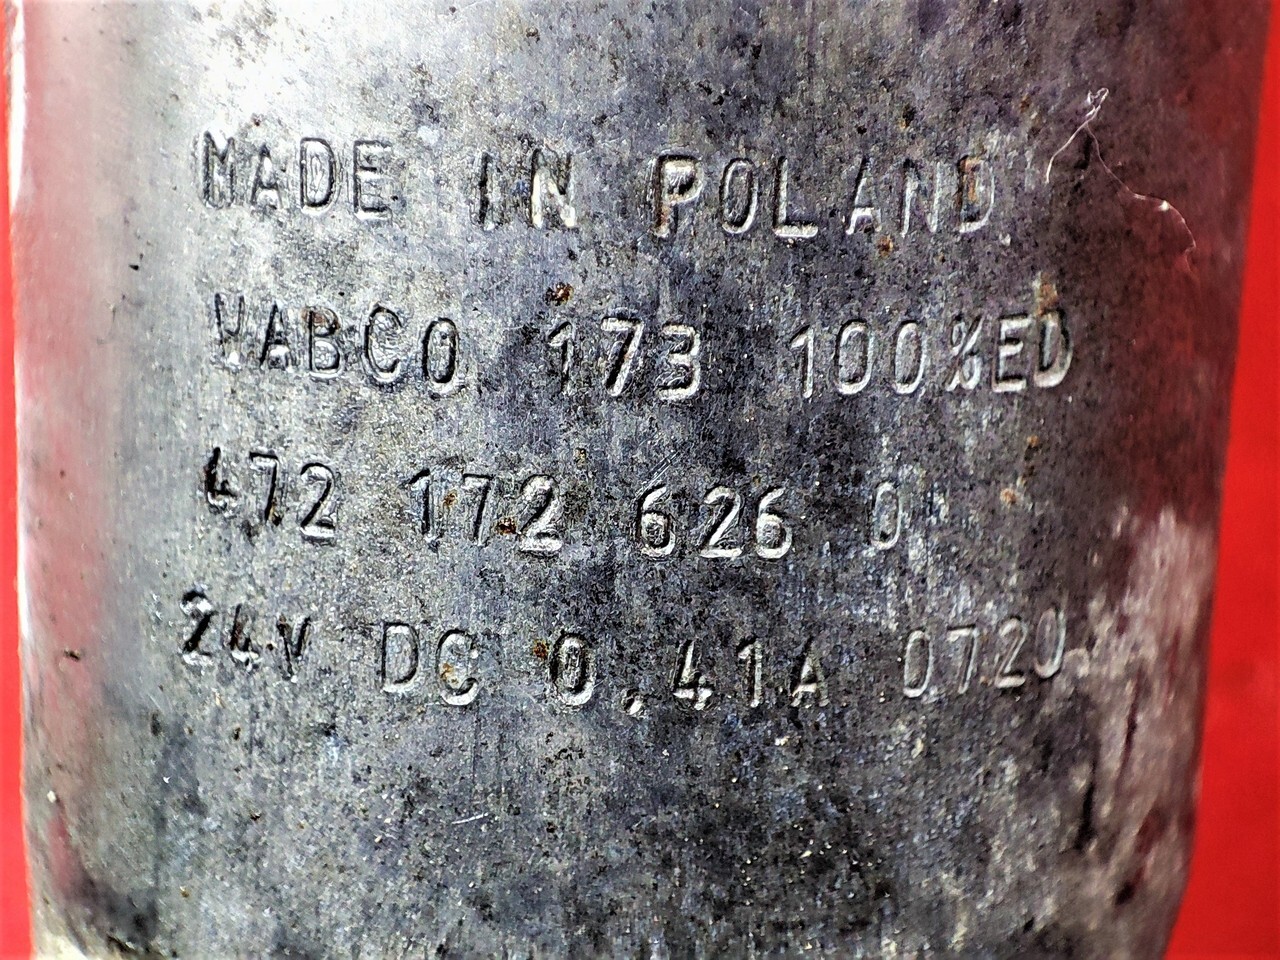 MADE IN POLAND
WABCO 173 100%ED
472 172 626 0
24V DC 0,41A 0720